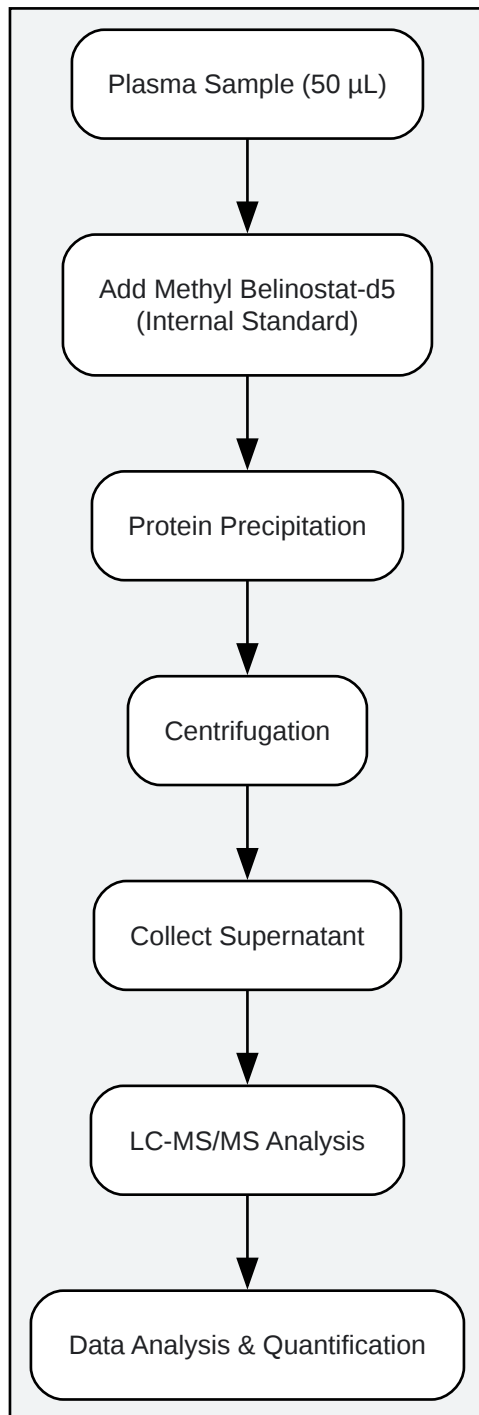 Plasma Sample (50 µL)
Add Methyl Belinostat-d5
(Internal Standard)
Protein Precipitation
Centrifugation
Collect Supernatant
LC-MS/MS Analysis
Data Analysis & Quantification